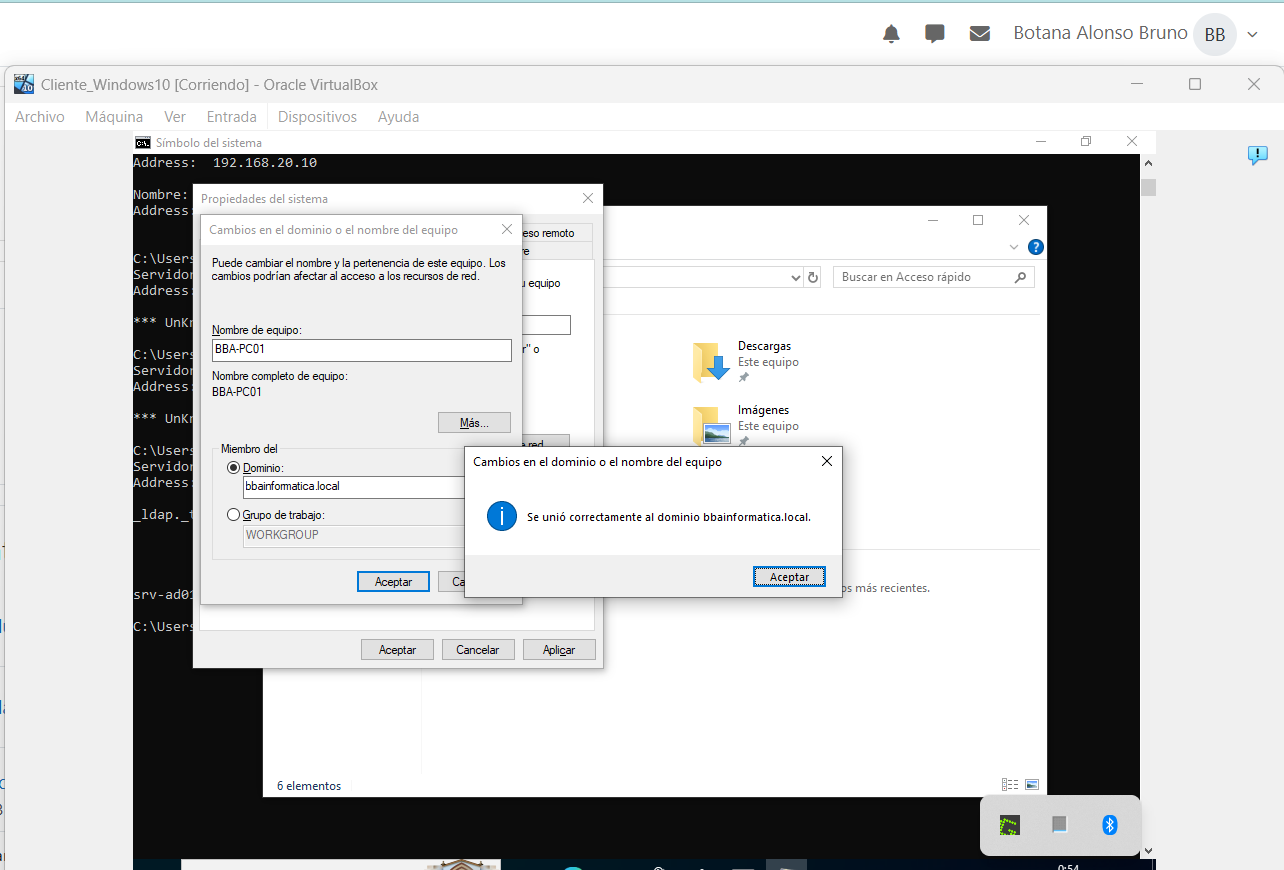 Botana Alonso Bruno BB
Cliente_Windows10 [Corriendo] - Oracle VirtualBox
Archivo Máquina Ver Entrada Dispositivos Ayuda
Símbolo del sistema
Address: 192.168.20.10
Nombre:
Address:
C:\Users
Servidor
Address:
*** UnKn
C:\Users
Servidor
Address:
*** UnKn
C:\Users
Servidor
Address:
_ldap._t
srv-ad01
C:\Users
Propiedades del sistema
eso remoto
re
u equipo
r" o
e red
Cambios en el dominio o el nombre del equipo
Puede cambiar el nombre y la pertenencia de este equipo. Los
cambios podrían afectar al acceso a los recursos de red.
Nombre de equipo:
BBA-PC01
Nombre completo de equipo:
BBA-PC01
Más...
Miembro del
Dominio:
bbainformatica.local
Grupo de trabajo:
WORKGROUP
Aceptar Ca
Aceptar Cancelar Aplicar
Buscar en Acceso rápido
Descargas
Este equipo
Imágenes
Este equipo
Cambios en el dominio o el nombre del equipo
Se unió correctamente al dominio bbainformatica.local.
Aceptar
os más recientes.
6 elementos
0:54